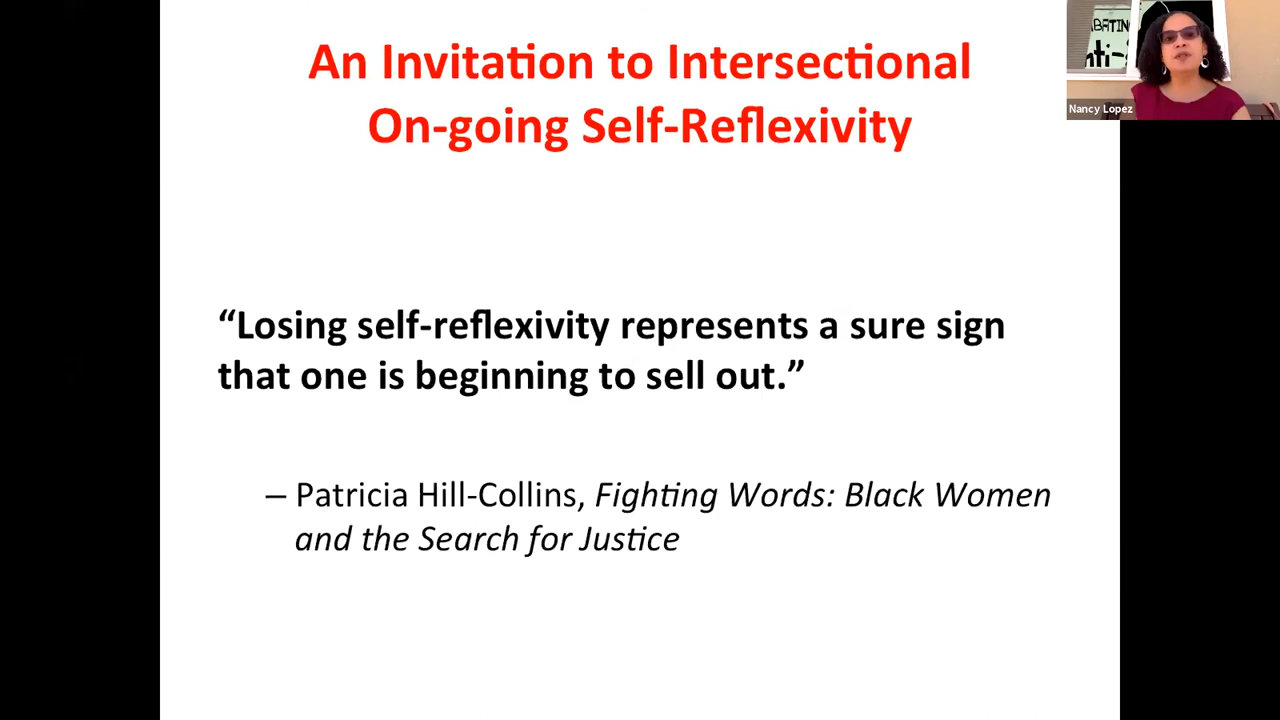 An Invitation to Intersectional
On-going Self-Reflexivity
“Losing self-reflexivity represents a sure sign
that one is beginning to sell out.”
– Patricia Hill-Collins, Fighting Words: Black Women
and the Search for Justice
Nancy Lopez